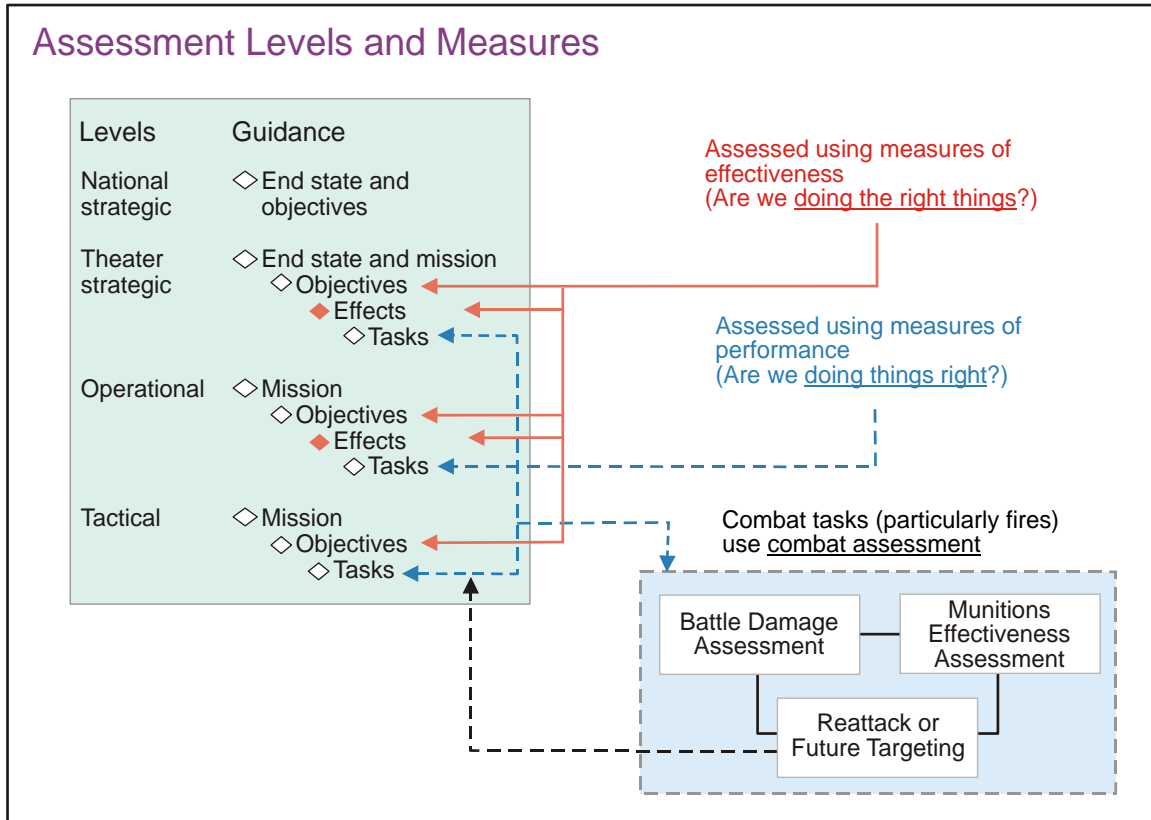 Assessment Levels and Measures
Levels Guidance
National strategic
End state and objectives
Theater strategic
End state and mission
Objectives
Effects
Tasks
Operational
Mission
Objectives
Effects
Tasks
Tactical
Mission
Objectives
Tasks
Assessed using measures of
effectiveness
(Are we doing the right things?)
Assessed using measures of
performance
(Are we doing things right?)
Combat tasks (particularly fires)
use combat assessment
Battle Damage
Assessment
Munitions
Effectiveness
Assessment
Reattack or
Future Targeting